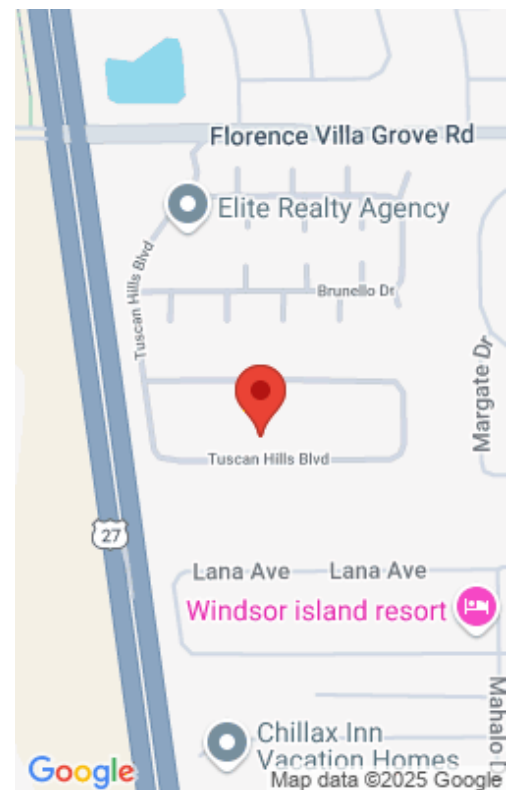 Florence Villa Grove Rd
Elite Realty Agency
Tuscan Hills Blvd
Brunello Dr
Margate Dr
Tuscan Hills Blvd
27
Lana Ave
Lana Ave
Windsor island resort
Mahalo D
Chillax Inn
Vacation Homes
Google
Map data ©2025 Google